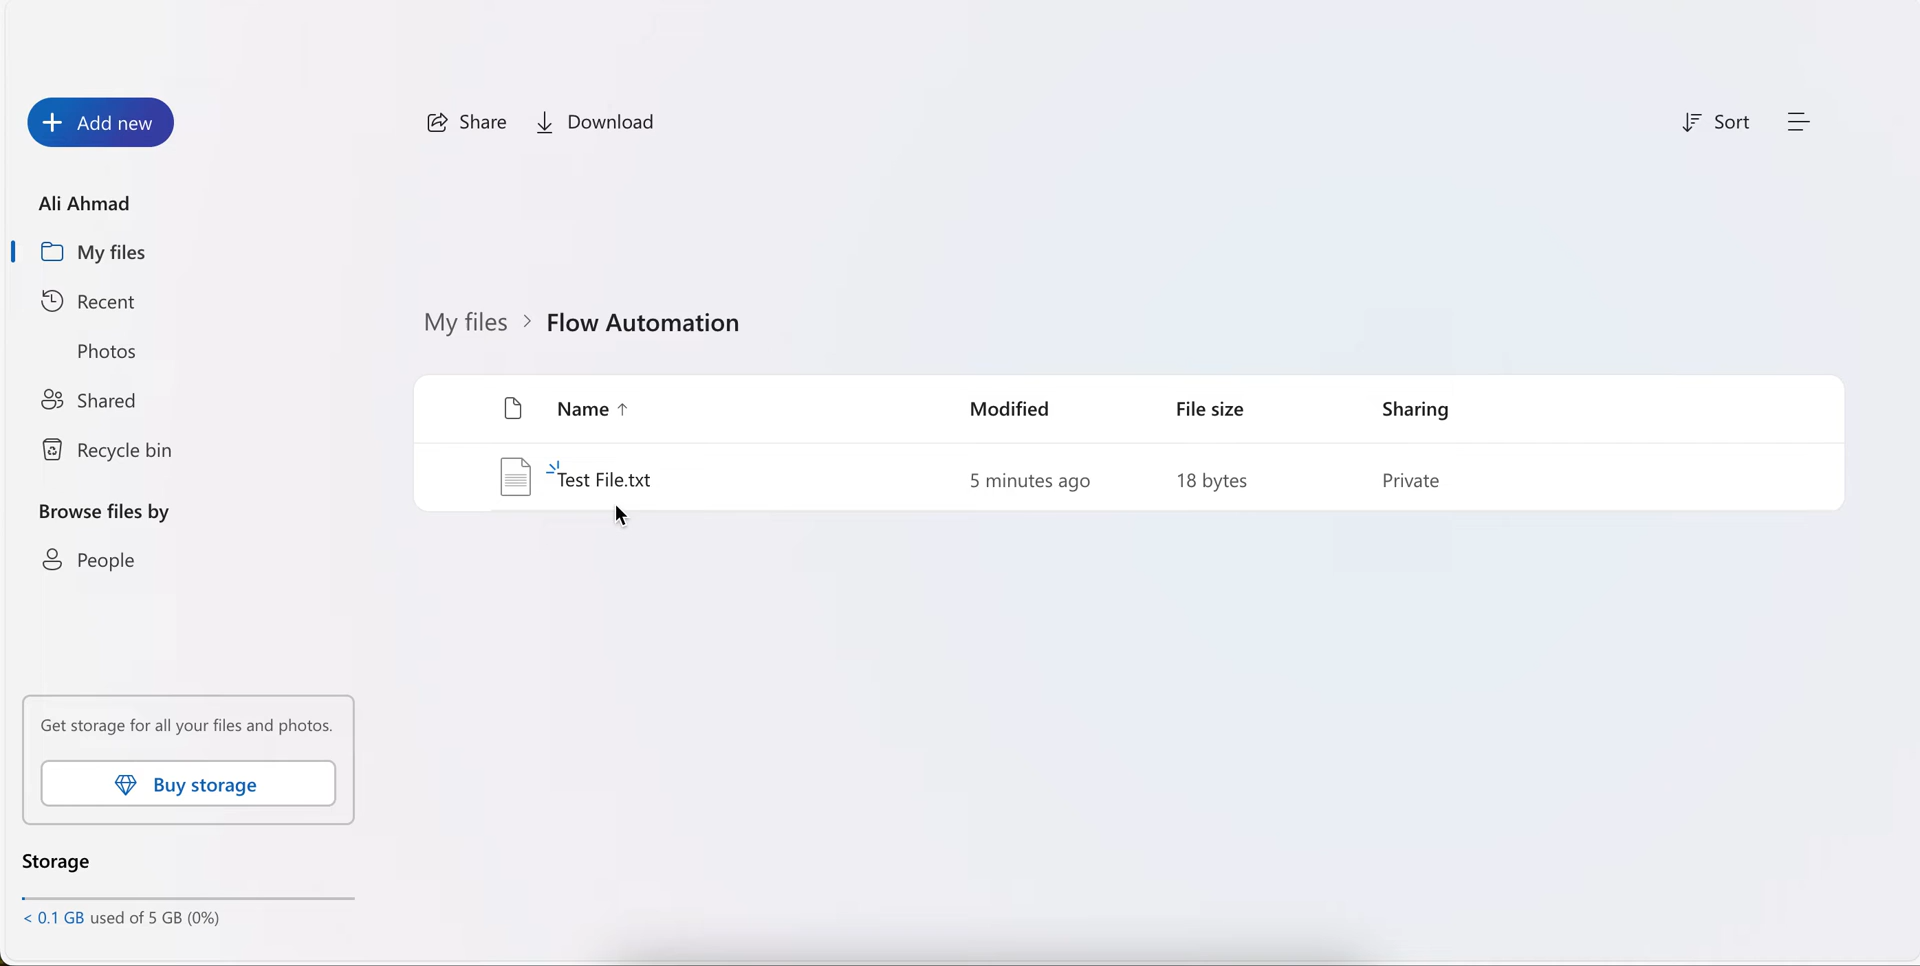 Add new
Share
Download
Sort
Ali Ahmad
My files
Recent
Photos
Shared
Recycle bin
Browse files by
People
My files > Flow Automation
Name ↑ Modified File size Sharing
Test File.txt 5 minutes ago 18 bytes Private
Get storage for all your files and photos.
Buy storage
Storage
< 0.1 GB used of 5 GB (0%)